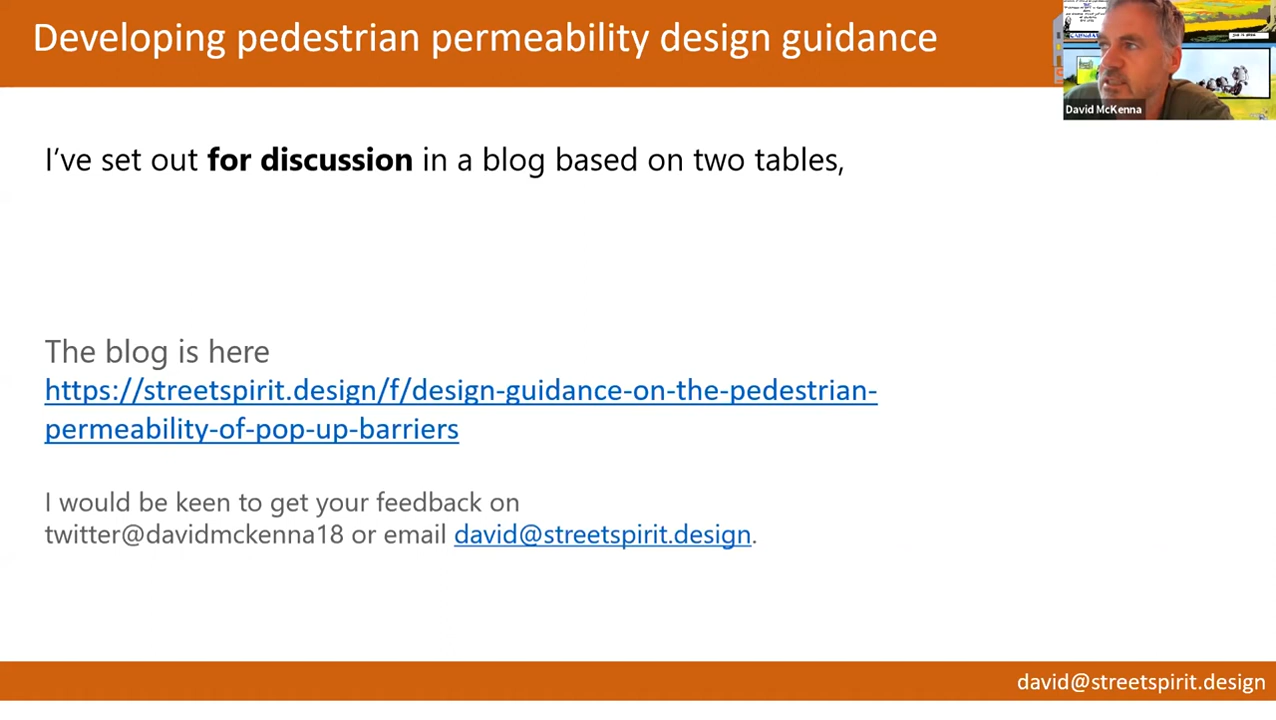 Developing pedestrian permeability design guidance
David McKenna
I’ve set out for discussion in a blog based on two tables,
The blog is here
https://streetspirit.design/f/design-guidance-on-the-pedestrian-
permeability-of-pop-up-barriers
I would be keen to get your feedback on
twitter@davidmckenna18 or email david@streetspirit.design.
david@streetspirit.design